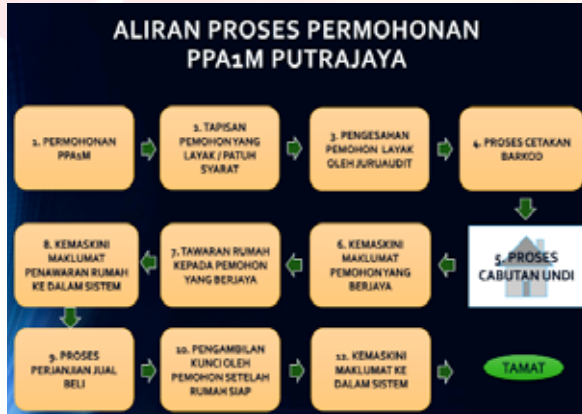 ALIRAN PROSES PERMOHONAN
PPA1M PUTRAJAYA
1. PERMOHONAN
PPA1M
2. TAPISAN
PEMOHON YANG
LAYAK / PATUH
SYARAT
3. PENGESAHAN
PEMOHON LAYAK
OLEH JURUAUDIT
4. PROSES CETAKAN
BARKOD
5. PROSES
CABUTAN UNDI
6. KEMASKINI
MAKLUMAT
PEMOHON YANG
BERJAYA
7. TAWARAN RUMAH
KEPADA PEMOHON
YANG BERJAYA
8. KEMASKINI
MAKLUMAT
PENAWARAN RUMAH
KE DALAM SISTEM
9. PROSES
PERJANJIAN JUAL
BELI
10. PENGAMBILAN
KUNCI OLEH
PEMOHON SETELAH
RUMAH SIAP
12. KEMASKINI
MAKLUMAT KE
DALAM SISTEM
TAMAT